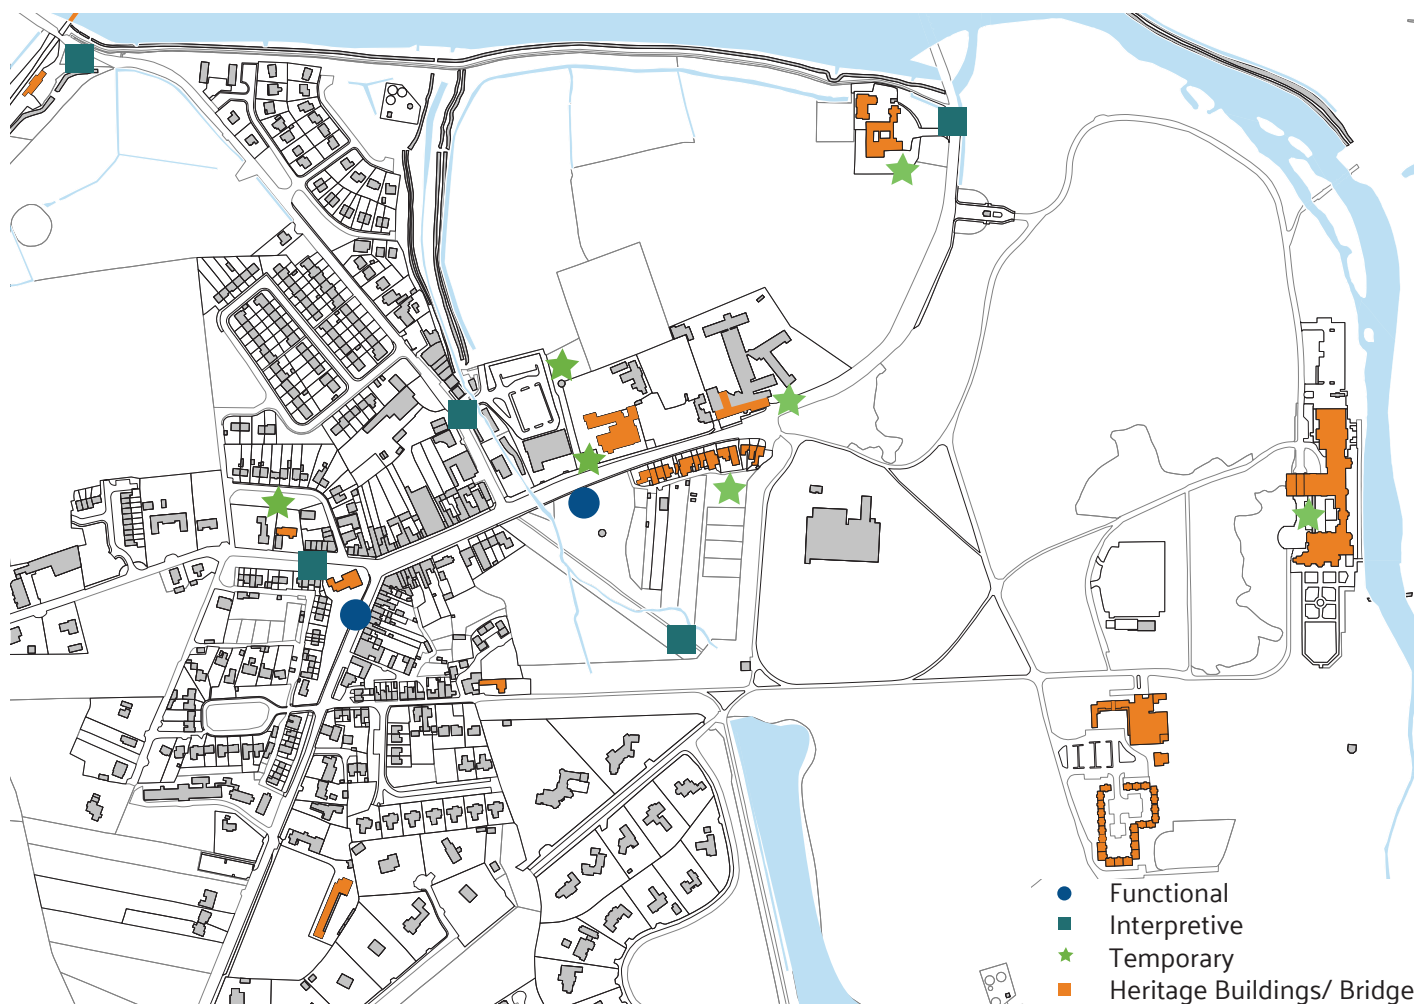 Functional
Interpretive
Temporary
Heritage Buildings/ Bridge